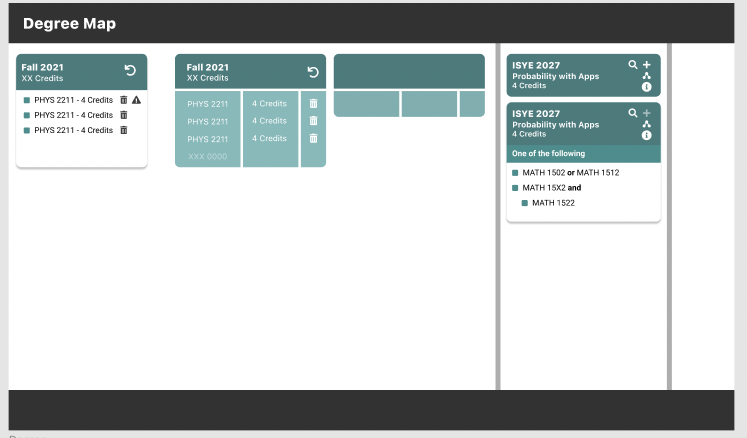 Degree Map
Fall 2021
XX Credits
PHYS 2211 - 4 Credits
PHYS 2211 - 4 Credits
PHYS 2211 - 4 Credits
Fall 2021
XX Credits
PHYS 2211 4 Credits
PHYS 2211 4 Credits
PHYS 2211 4 Credits
XXX 0000
ISYE 2027
Probability with Apps
4 Credits
ISYE 2027
Probability with Apps
4 Credits
One of the following
MATH 1502 or MATH 1512
MATH 15X2 and
MATH 1522